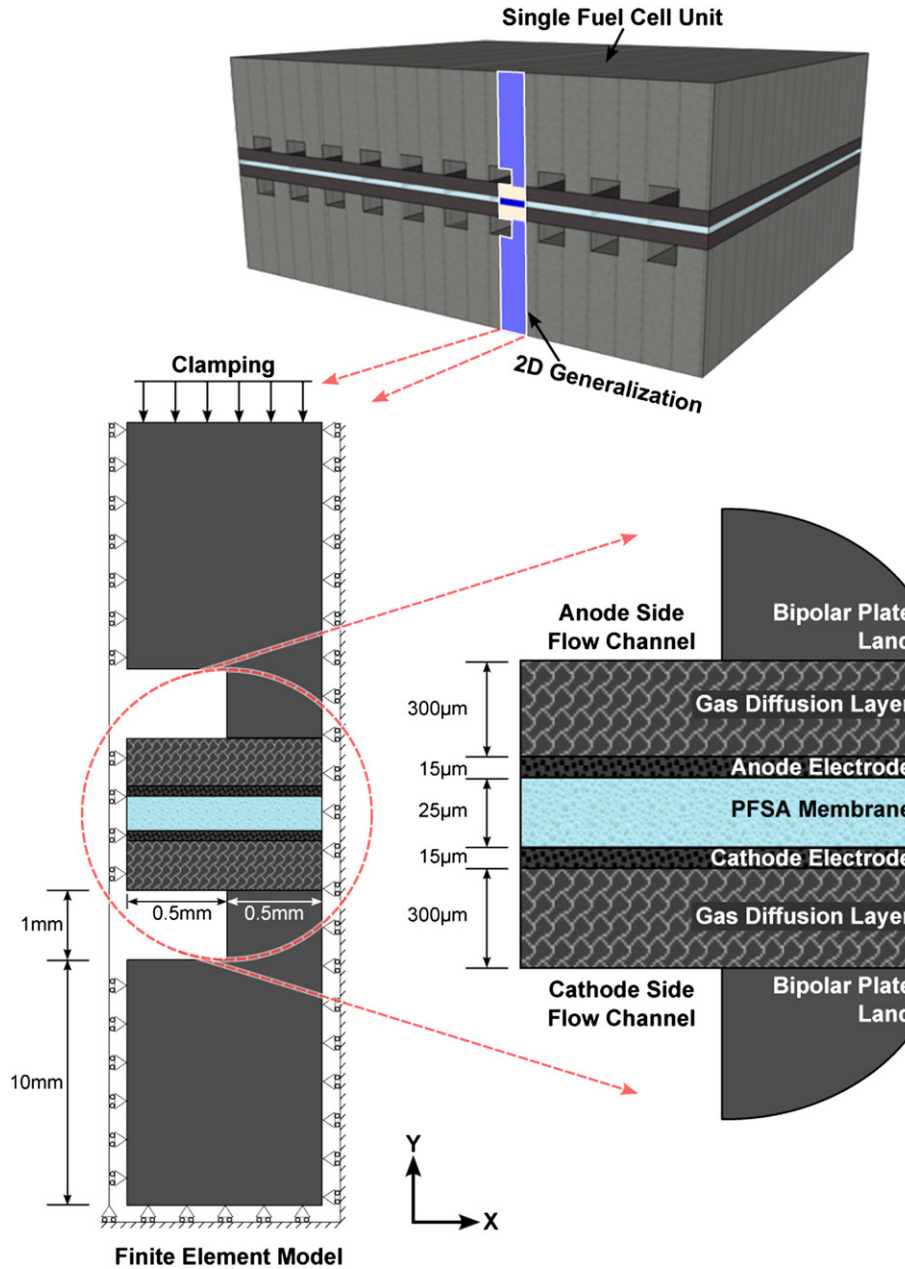 Single Fuel Cell Unit
2D Generalization
Clamping
Anode Side
Flow Channel
Bipolar Plate
Land
300µm
Gas Diffusion Layer
15µm
Anode Electrode
25µm
PFSA Membrane
15µm
Cathode Electrode
300µm
Gas Diffusion Layer
Cathode Side
Flow Channel
Bipolar Plate
Land
0.5mm
0.5mm
1mm
10mm
Y
X
Finite Element Model